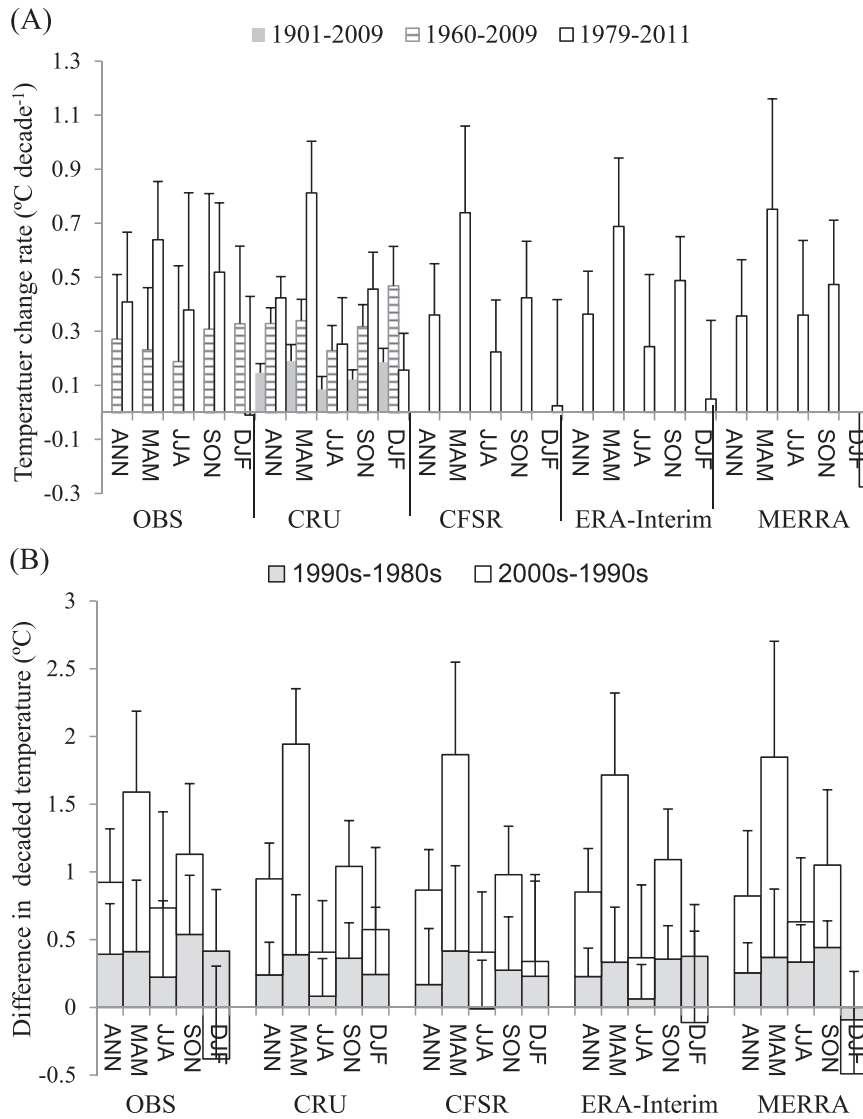 (A)
1901-2009 1960-2009 1979-2011
Temperatuer change rate (ºC decade-1)
1.3
1.1
0.9
0.7
0.5
0.3
0.1
-0.1
-0.3
ANN MAM JJA SON DJF ANN MAM JJA SON DJF ANN MAM JJA SON DJF ANN MAM JJA SON DJF ANN MAM JJA SON DJF
OBS CRU CFSR ERA-Interim MERRA
(B)
1990s-1980s 2000s-1990s
Difference in decaded temperature (ºC)
3
2.5
2
1.5
1
0.5
0
-0.5
ANN MAM JJA SON DJF ANN MAM JJA SON DJF ANN MAM JJA SON DJF ANN MAM JJA SON DJF ANN MAM JJA SON DJF
OBS CRU CFSR ERA-Interim MERRA